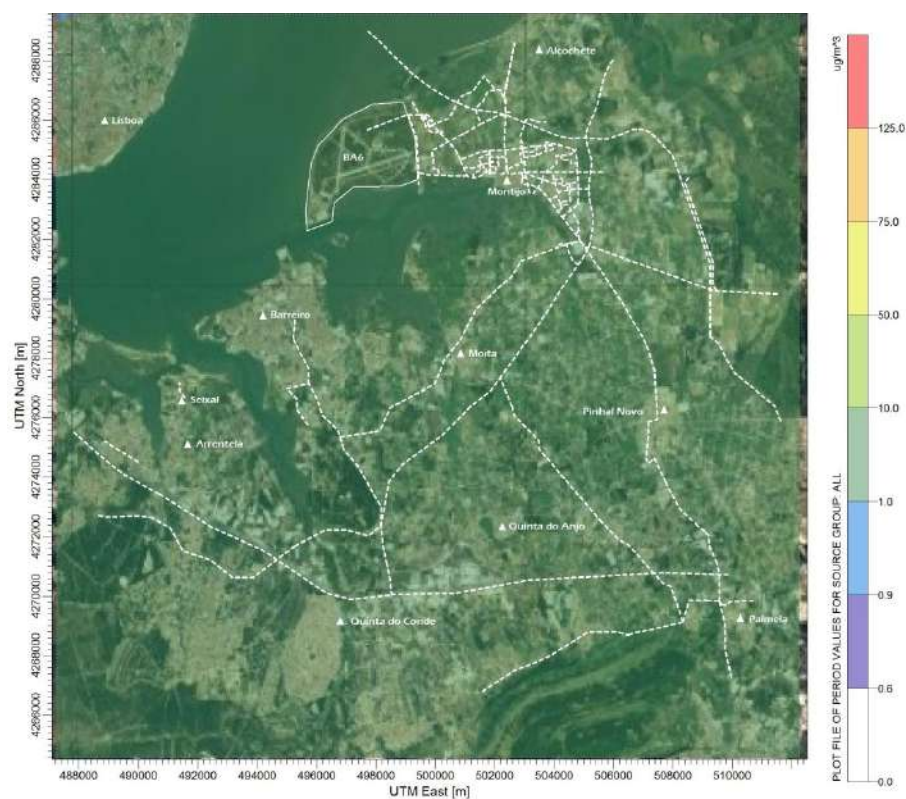 ug/m^3
Alcochete
Lisboa
BA6
Montijo
Barreiro
Moita
Seixal
Pinhal Novo
Arrentela
Quinta do Anjo
Quinta do Conde
Palmela
UTM North [m]
4288000
4286000
4284000
4282000
4280000
4278000
4276000
4274000
4272000
4270000
4268000
4266000
488000 490000 492000 494000 496000 498000 500000 502000 504000 506000 508000 510000
UTM East [m]
PLOT FILE OF PERIOD VALUES FOR SOURCE GROUP: ALL
125.0
75.0
50.0
10.0
1.0
0.9
0.6
0.0